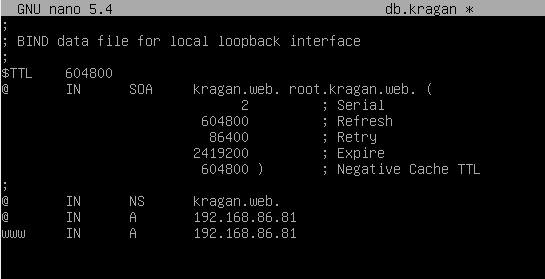 GNU nano 5.4 db.kragan *
;
; BIND data file for local loopback interface
;
$TTL 604800
@ IN SOA kragan.web. root.kragan.web. (
2 ; Serial
604800 ; Refresh
86400 ; Retry
2419200 ; Expire
604800 ) ; Negative Cache TTL
;
@ IN NS kragan.web.
@ IN A 192.168.86.81
www IN A 192.168.86.81